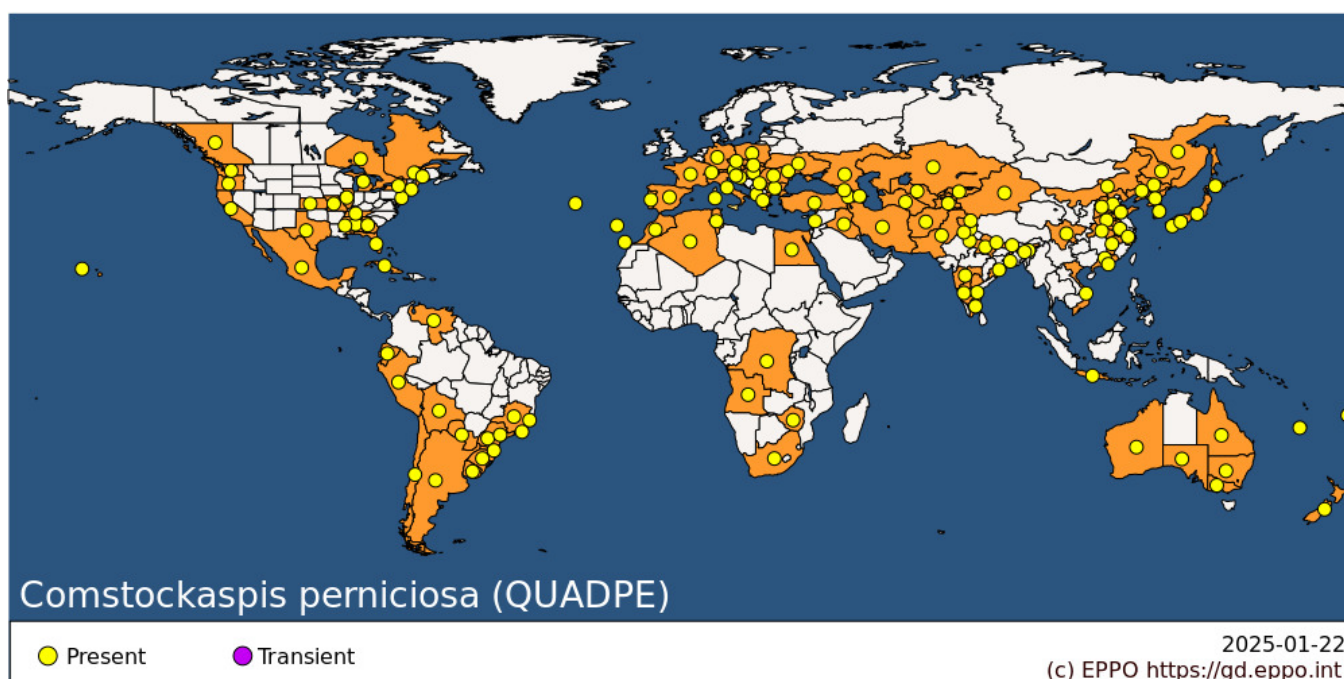 Comstockaspis perniciosa (QUADPE)
Present
Transient
2025-01-22
(c) EPPO https://gd.eppo.int